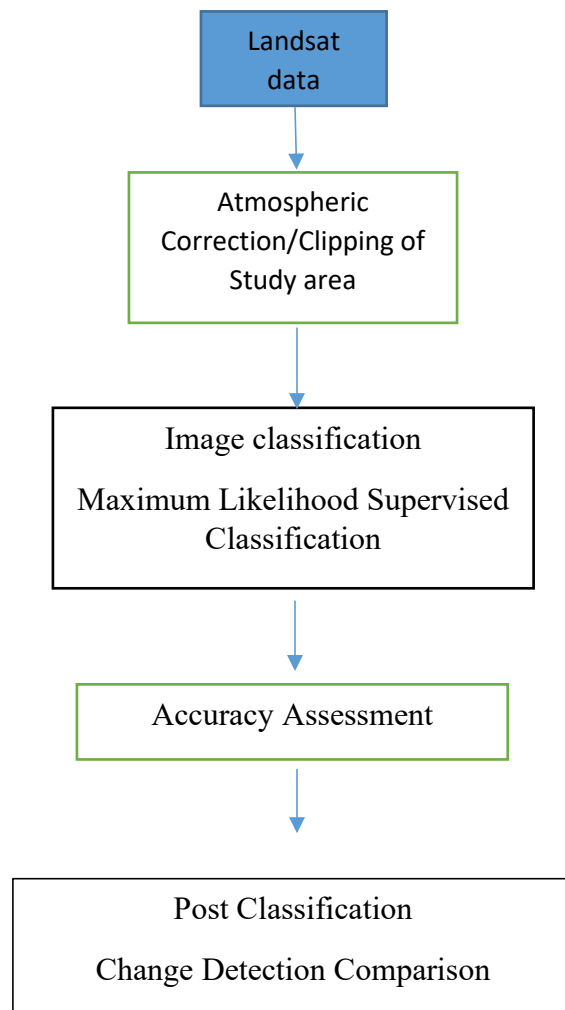 Landsat
data
Atmospheric
Correction/Clipping of
Study area
Image classification
Maximum Likelihood Supervised
Classification
Accuracy Assessment
Post Classification
Change Detection Comparison